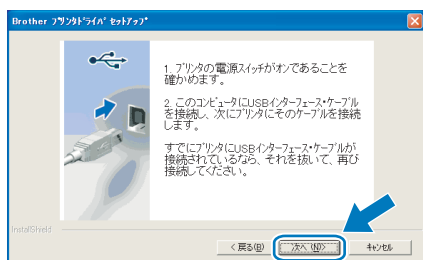 Brother ﾌﾟﾘﾝﾀﾄﾞﾗｲﾊﾞ ｾｯﾄｱｯﾌﾟ
1. ﾌﾟﾘﾝﾀの電源ｽｲｯﾁがｵﾝであることを
確かめます。
2. このｺﾝﾋﾟｭｰﾀにUSBｲﾝﾀｰﾌｪｰｽ･ｹｰﾌﾞﾙ
を接続し、次にﾌﾟﾘﾝﾀにそのｹｰﾌﾞﾙを接続
します。
すでにﾌﾟﾘﾝﾀにUSBｲﾝﾀｰﾌｪｰｽ･ｹｰﾌﾞﾙが
接続されているなら、それを抜いて、再び
接続してください。
InstallShield
< 戻る(B)
次へ (N)>
ｷｬﾝｾﾙ